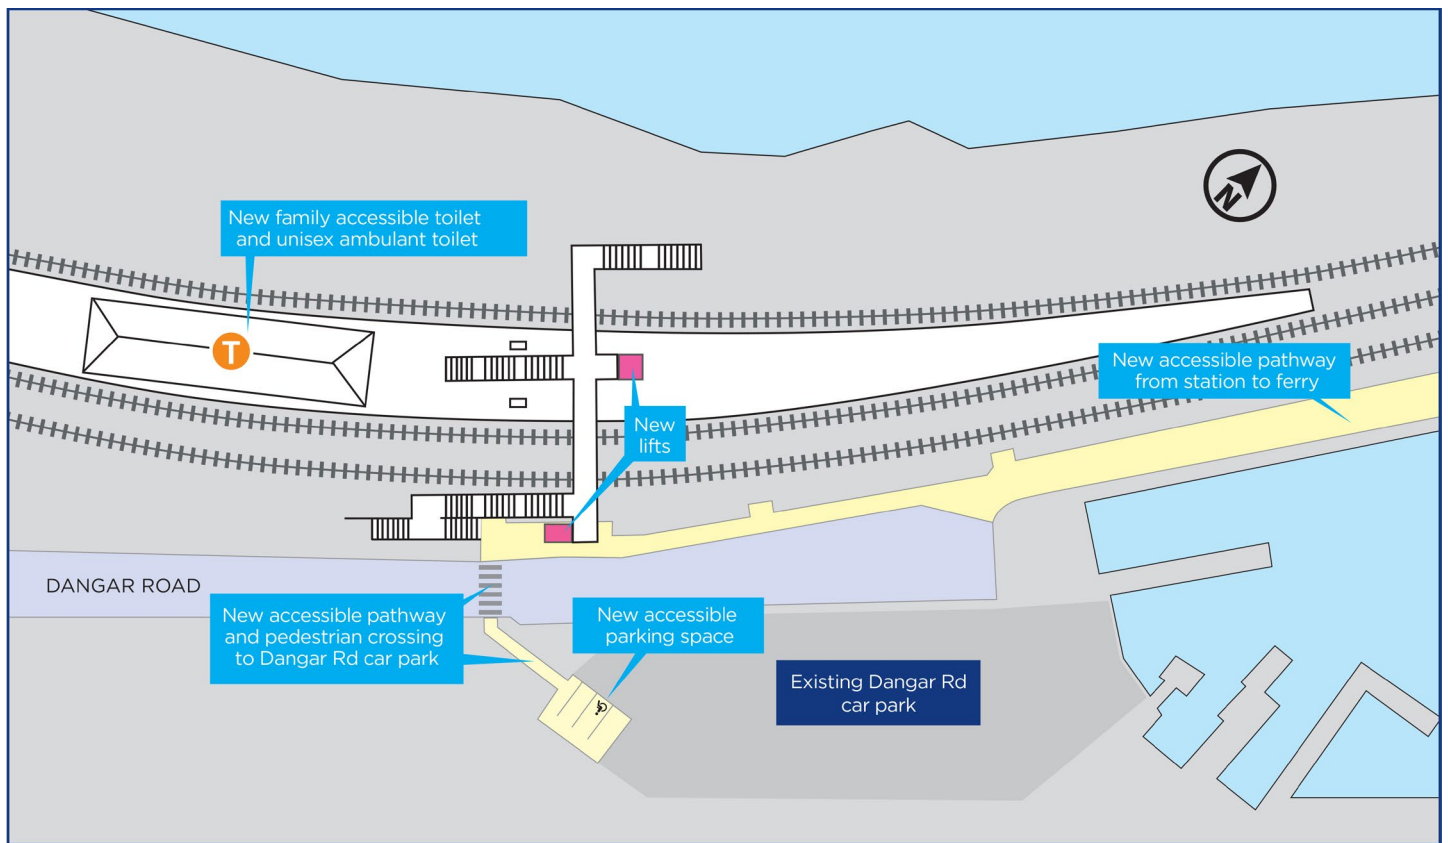 N
New family accessible toilet
and unisex ambulant toilet
T
New accessible pathway
from station to ferry
New
lifts
DANGAR ROAD
New accessible pathway
and pedestrian crossing
to Dangar Rd car park
New accessible
parking space
Existing Dangar Rd
car park